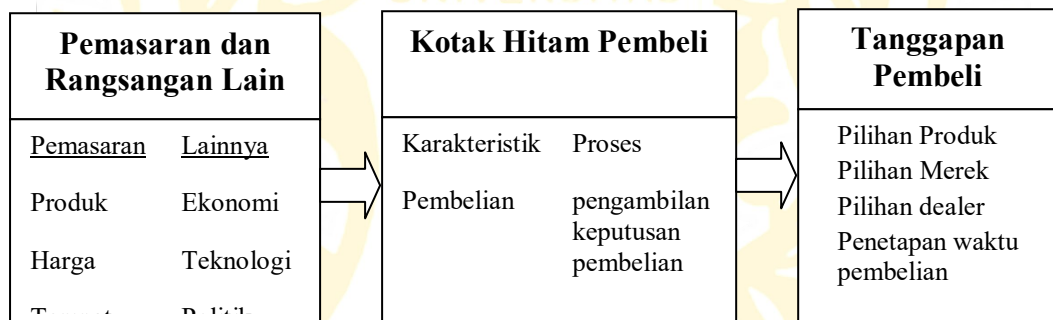 Pemasaran dan
Rangsangan Lain
Pemasaran Lainnya
Produk Ekonomi
Harga Teknologi
Kotak Hitam Pembeli
Karakteristik Proses
Pembelian pengambilan
keputusan
pembelian
Tanggapan
Pembeli
Pilihan Produk
Pilihan Merek
Pilihan dealer
Penetapan waktu
pembelian